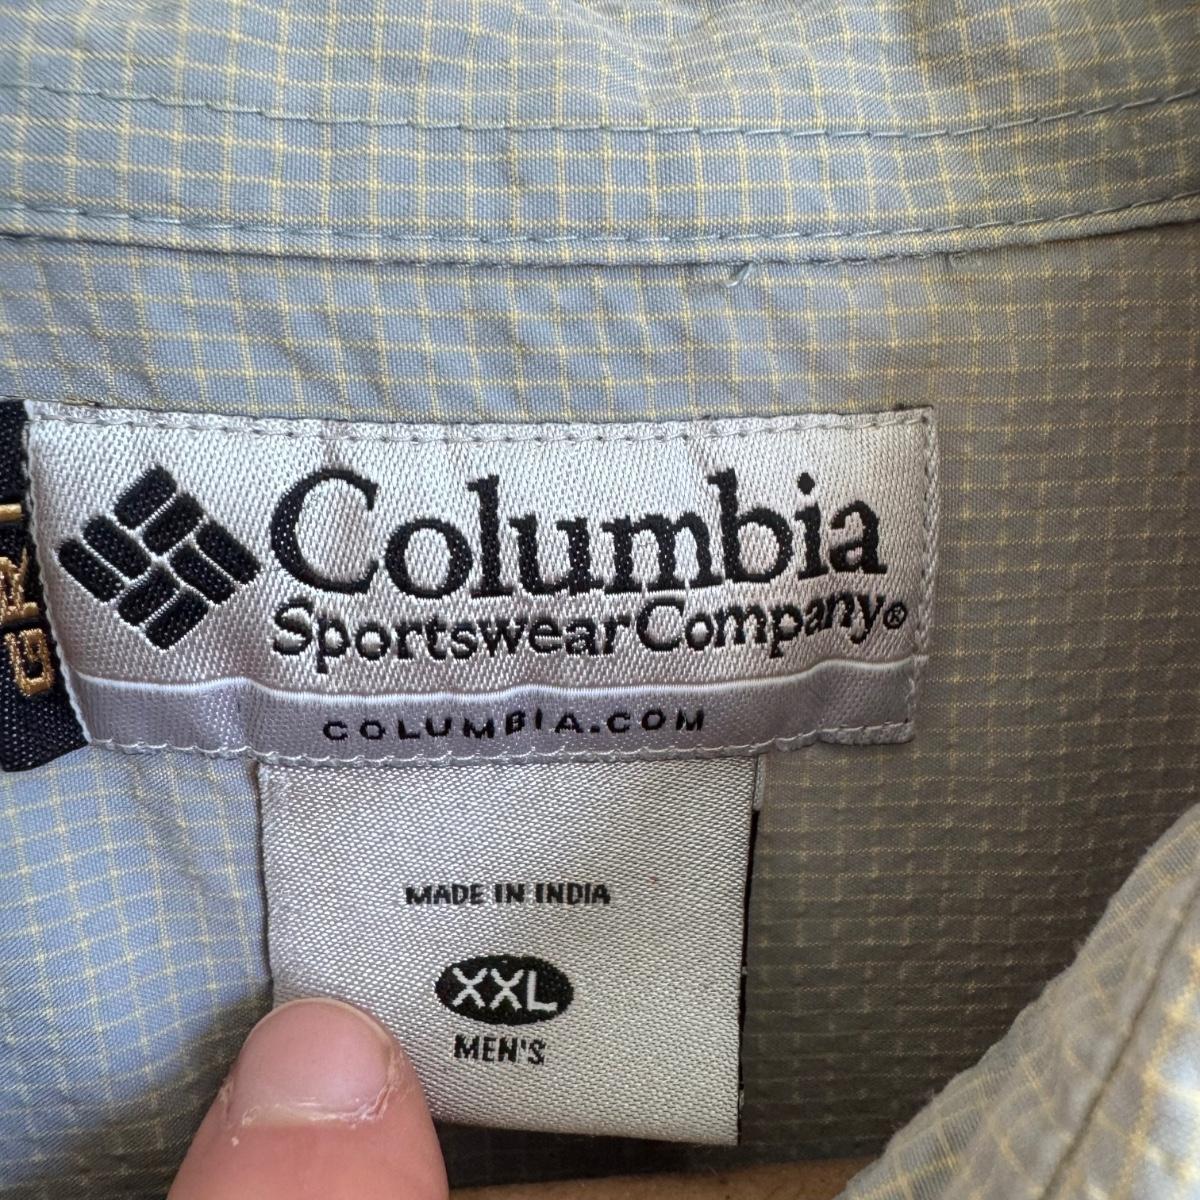 Columbia
Sportswear Company®
COLUMBIA.COM
MADE IN INDIA
XXL
MEN'S